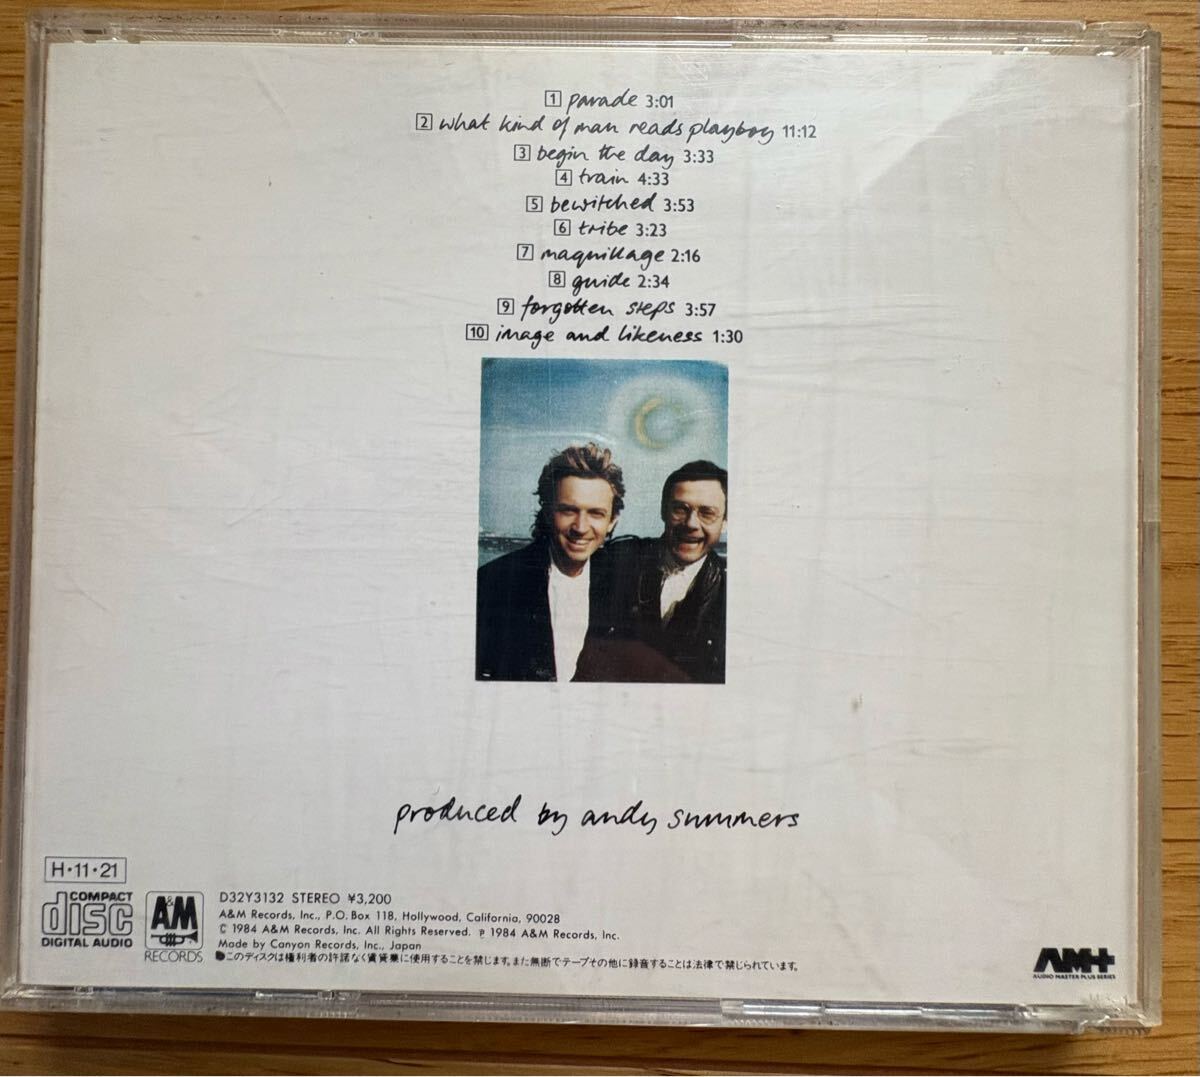 1 parade 3:01
2 what kind of man reads playboy 11:12
3 begin the day 3:33
4 train 4:33
5 bewitched 3:53
6 tribe 3:23
7 maquillage 2:16
8 guide 2:34
9 forgotten steps 3:57
10 image and likeness 1:30
produced by andy summers
H・11・21
COMPACT
disc
DIGITAL AUDIO
A&M
RECORDS
D32Y3132 STEREO ¥3,200
A&M Records, Inc., P.O. Box 118, Hollywood, California, 90028
© 1984 A&M Records, Inc. All Rights Reserved. ℗ 1984 A&M Records, Inc.
Made by Canyon Records, Inc., Japan
●このディスクは権利者の許諾なく賃貸業に使用することを禁じます。また無断でテープその他に録音することは法律で禁じられています。
AM+
AUDIO MASTER PLUS SERIES